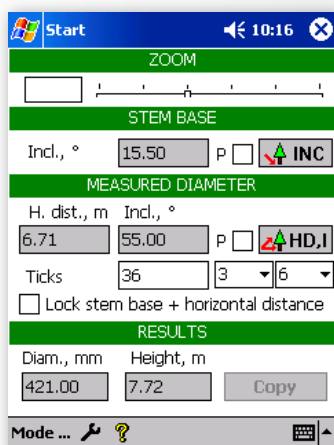 Start 10:16
ZOOM
STEM BASE
Incl., ° 15.50 P INC
MEASURED DIAMETER
H. dist., m Incl., °
6.71 55.00 P HD,I
Ticks 36 3 6
Lock stem base + horizontal distance
RESULTS
Diam., mm Height, m
421.00 7.72 Copy
Mode ... ?